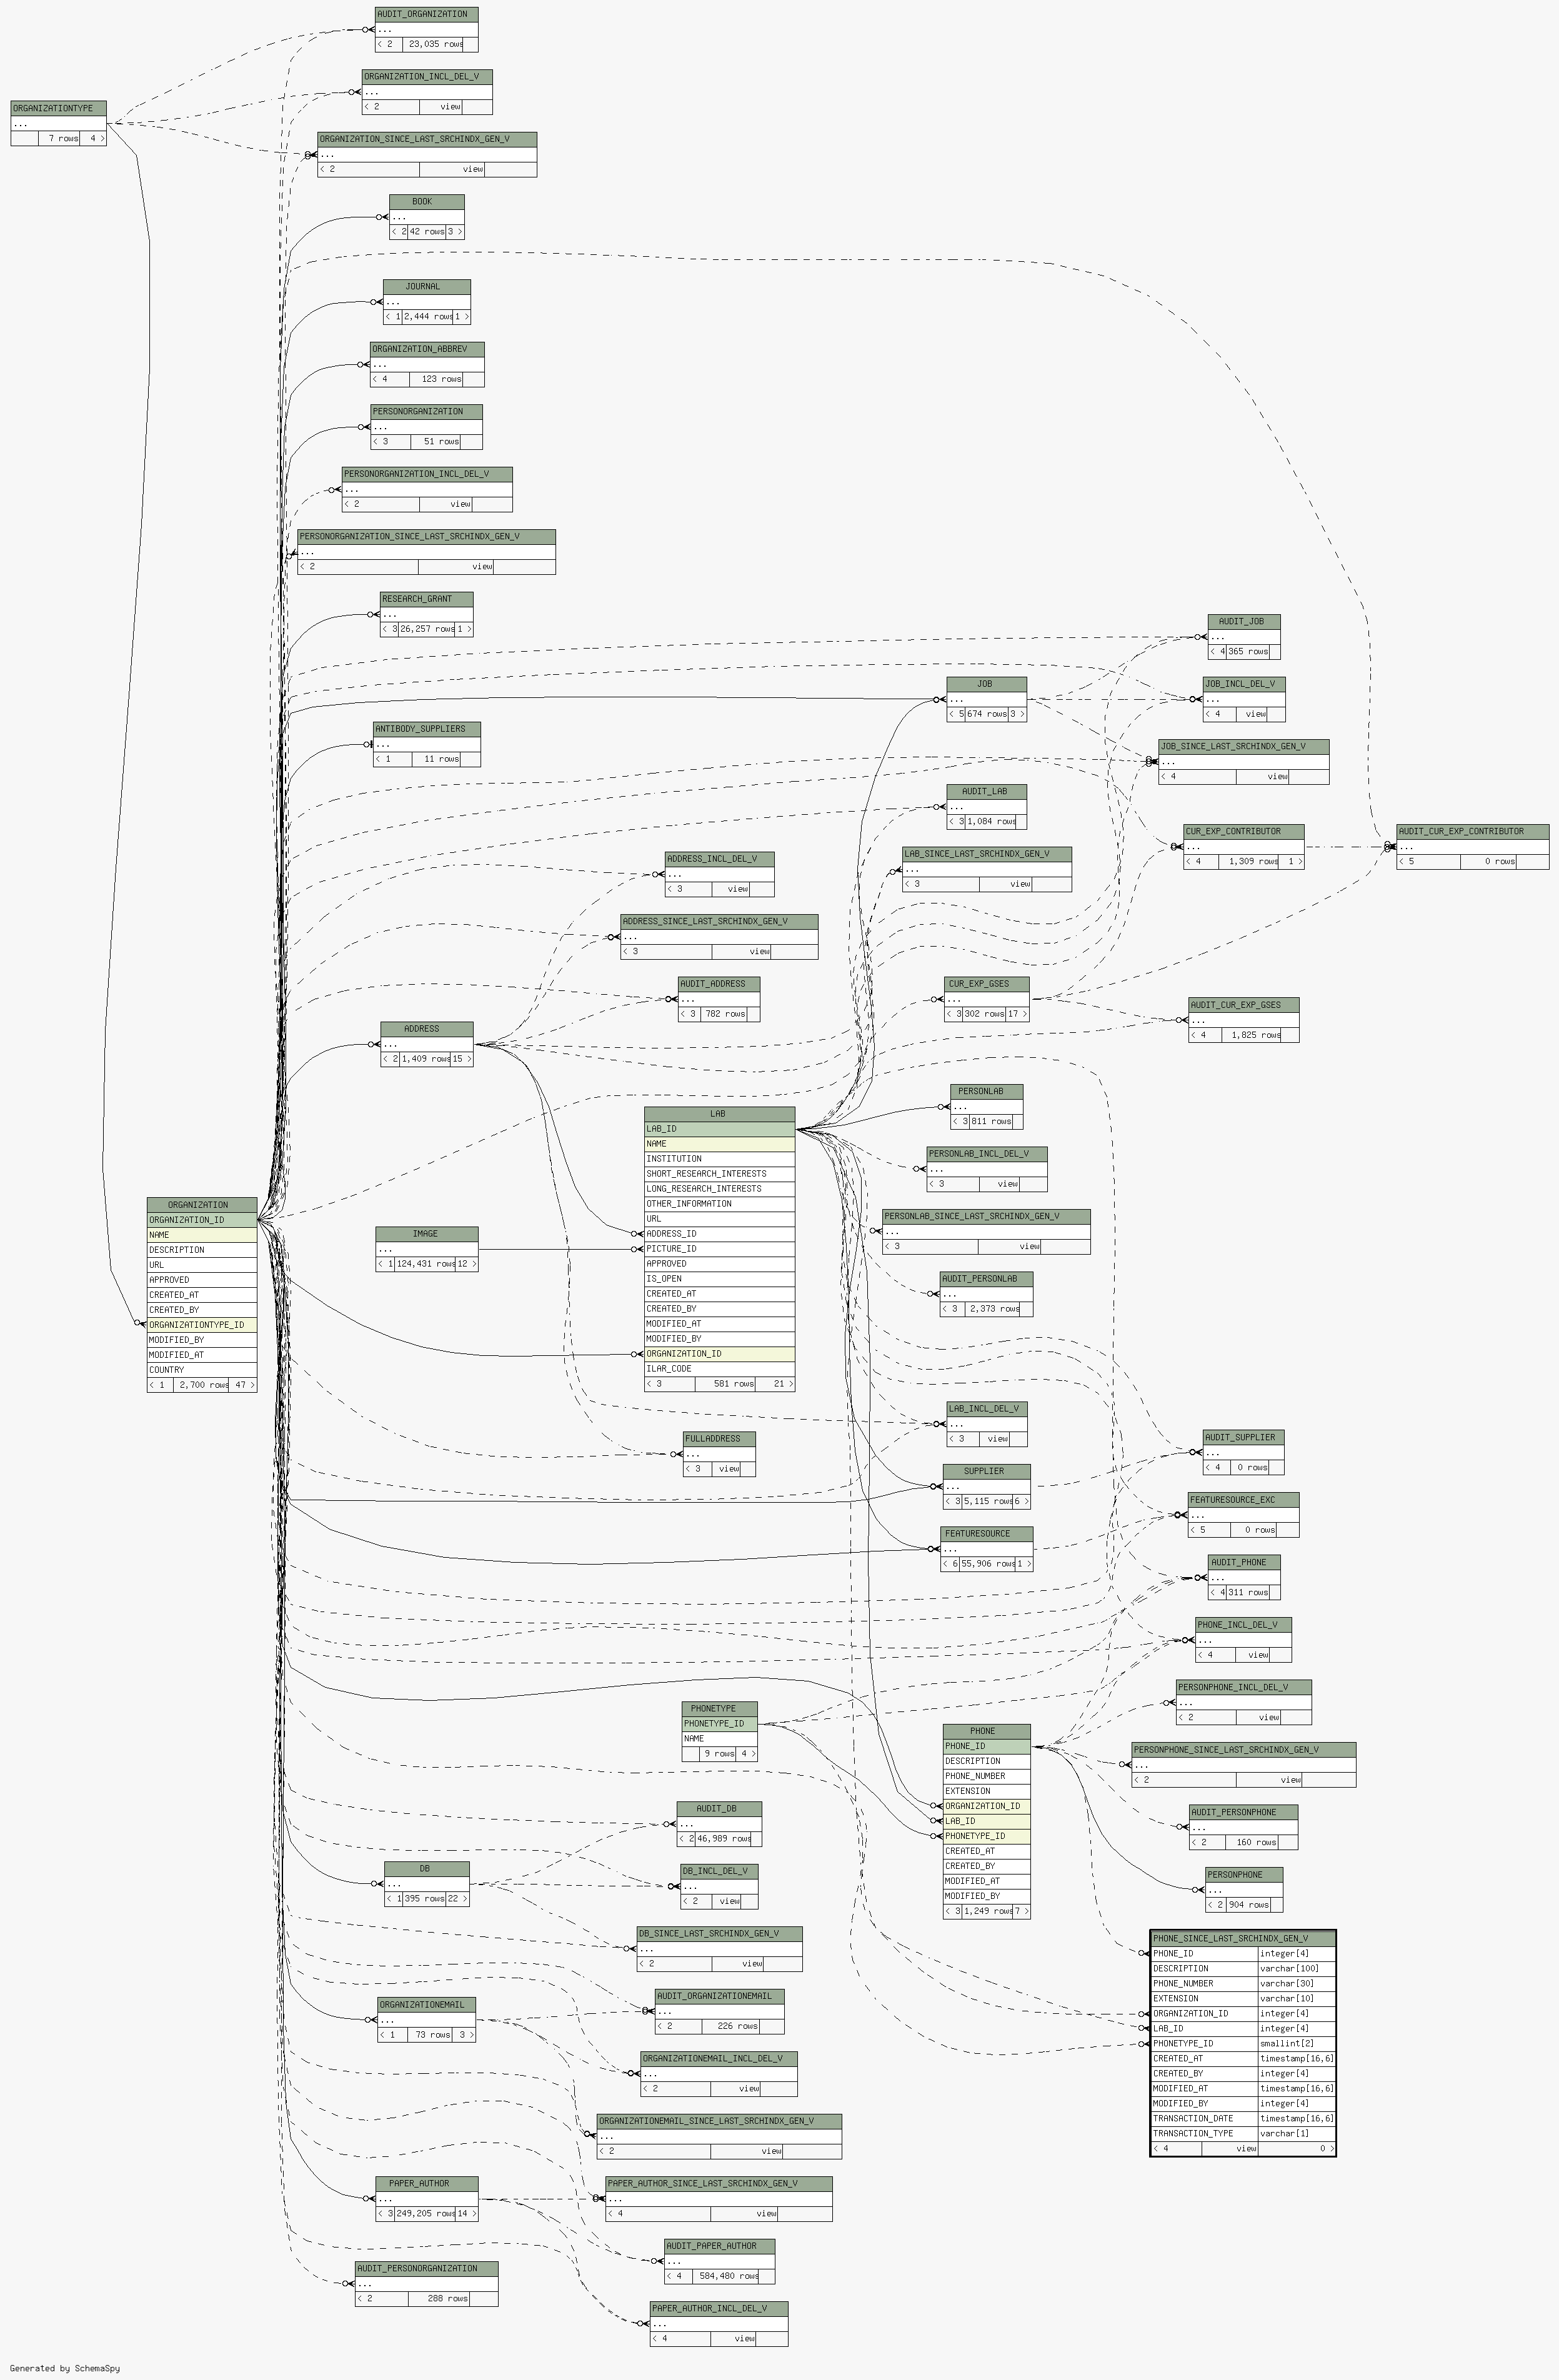 AUDIT_ORGANIZATION
...
< 2 23,035 rows
ORGANIZATION_INCL_DEL_V
...
< 2 view
ORGANIZATIONTYPE
...
7 rows 4 >
ORGANIZATION_SINCE_LAST_SRCHINDX_GEN_V
...
< 2 view
BOOK
...
< 2 42 rows 3 >
JOURNAL
...
< 1 2,444 rows 1 >
ORGANIZATION_ABBREV
...
< 4 123 rows
PERSONORGANIZATION
...
< 3 51 rows
PERSONORGANIZATION_INCL_DEL_V
...
< 2 view
PERSONORGANIZATION_SINCE_LAST_SRCHINDX_GEN_V
...
< 2 view
RESEARCH_GRANT
...
< 3 26,257 rows 1 >
AUDIT_JOB
...
< 4 365 rows
JOB
...
< 5 674 rows 3 >
JOB_INCL_DEL_V
...
< 4 view
ANTIBODY_SUPPLIERS
...
< 1 11 rows
JOB_SINCE_LAST_SRCHINDX_GEN_V
...
< 4 view
AUDIT_LAB
...
< 3 1,084 rows
CUR_EXP_CONTRIBUTOR
...
< 4 1,309 rows 1 >
AUDIT_CUR_EXP_CONTRIBUTOR
...
< 5 0 rows
ADDRESS_INCL_DEL_V
...
< 3 view
LAB_SINCE_LAST_SRCHINDX_GEN_V
...
< 3 view
ADDRESS_SINCE_LAST_SRCHINDX_GEN_V
...
< 3 view
AUDIT_ADDRESS
...
< 3 782 rows
CUR_EXP_GSES
...
< 3 302 rows 17 >
AUDIT_CUR_EXP_GSES
...
< 4 1,825 rows
ADDRESS
...
< 2 1,409 rows 15 >
PERSONLAB
...
< 3 811 rows
LAB
LAB_ID
NAME
INSTITUTION
SHORT_RESEARCH_INTERESTS
LONG_RESEARCH_INTERESTS
OTHER_INFORMATION
URL
ADDRESS_ID
PICTURE_ID
APPROVED
IS_OPEN
CREATED_AT
CREATED_BY
MODIFIED_AT
MODIFIED_BY
ORGANIZATION_ID
ILAR_CODE
< 3 581 rows 21 >
PERSONLAB_INCL_DEL_V
...
< 3 view
ORGANIZATION
ORGANIZATION_ID
NAME
DESCRIPTION
URL
APPROVED
CREATED_AT
CREATED_BY
ORGANIZATIONTYPE_ID
MODIFIED_BY
MODIFIED_AT
COUNTRY
< 1 2,700 rows 47 >
PERSONLAB_SINCE_LAST_SRCHINDX_GEN_V
...
< 3 view
IMAGE
...
< 1 124,431 rows 12 >
AUDIT_PERSONLAB
...
< 3 2,373 rows
LAB_INCL_DEL_V
...
< 3 view
FULLADDRESS
...
< 3 view
AUDIT_SUPPLIER
...
< 4 0 rows
SUPPLIER
...
< 3 5,115 rows 6 >
FEATURESOURCE_EXC
...
< 5 0 rows
FEATURESOURCE
...
< 6 55,906 rows 1 >
AUDIT_PHONE
...
< 4 311 rows
PHONE_INCL_DEL_V
...
< 4 view
PERSONPHONE_INCL_DEL_V
...
< 2 view
PHONETYPE
PHONETYPE_ID
NAME
9 rows 4 >
PHONE
PHONE_ID
DESCRIPTION
PHONE_NUMBER
EXTENSION
ORGANIZATION_ID
LAB_ID
PHONETYPE_ID
CREATED_AT
CREATED_BY
MODIFIED_AT
MODIFIED_BY
< 3 1,249 rows 7 >
PERSONPHONE_SINCE_LAST_SRCHINDX_GEN_V
...
< 2 view
AUDIT_DB
...
< 2 46,989 rows
AUDIT_PERSONPHONE
...
< 2 160 rows
DB
...
< 1 395 rows 22 >
DB_INCL_DEL_V
...
< 2 view
PERSONPHONE
...
< 2 904 rows
DB_SINCE_LAST_SRCHINDX_GEN_V
...
< 2 view
PHONE_SINCE_LAST_SRCHINDX_GEN_V
PHONE_ID integer[4]
DESCRIPTION varchar[100]
PHONE_NUMBER varchar[30]
EXTENSION varchar[10]
ORGANIZATION_ID integer[4]
LAB_ID integer[4]
PHONETYPE_ID smallint[2]
CREATED_AT timestamp[16,6]
CREATED_BY integer[4]
MODIFIED_AT timestamp[16,6]
MODIFIED_BY integer[4]
TRANSACTION_DATE timestamp[16,6]
TRANSACTION_TYPE varchar[1]
< 4 view 0 >
AUDIT_ORGANIZATIONEMAIL
...
< 2 226 rows
ORGANIZATIONEMAIL
...
< 1 73 rows 3 >
ORGANIZATIONEMAIL_INCL_DEL_V
...
< 2 view
ORGANIZATIONEMAIL_SINCE_LAST_SRCHINDX_GEN_V
...
< 2 view
PAPER_AUTHOR
...
< 3 249,205 rows 14 >
PAPER_AUTHOR_SINCE_LAST_SRCHINDX_GEN_V
...
< 4 view
AUDIT_PAPER_AUTHOR
...
< 4 584,480 rows
AUDIT_PERSONORGANIZATION
...
< 2 288 rows
PAPER_AUTHOR_INCL_DEL_V
...
< 4 view
Generated by SchemaSpy